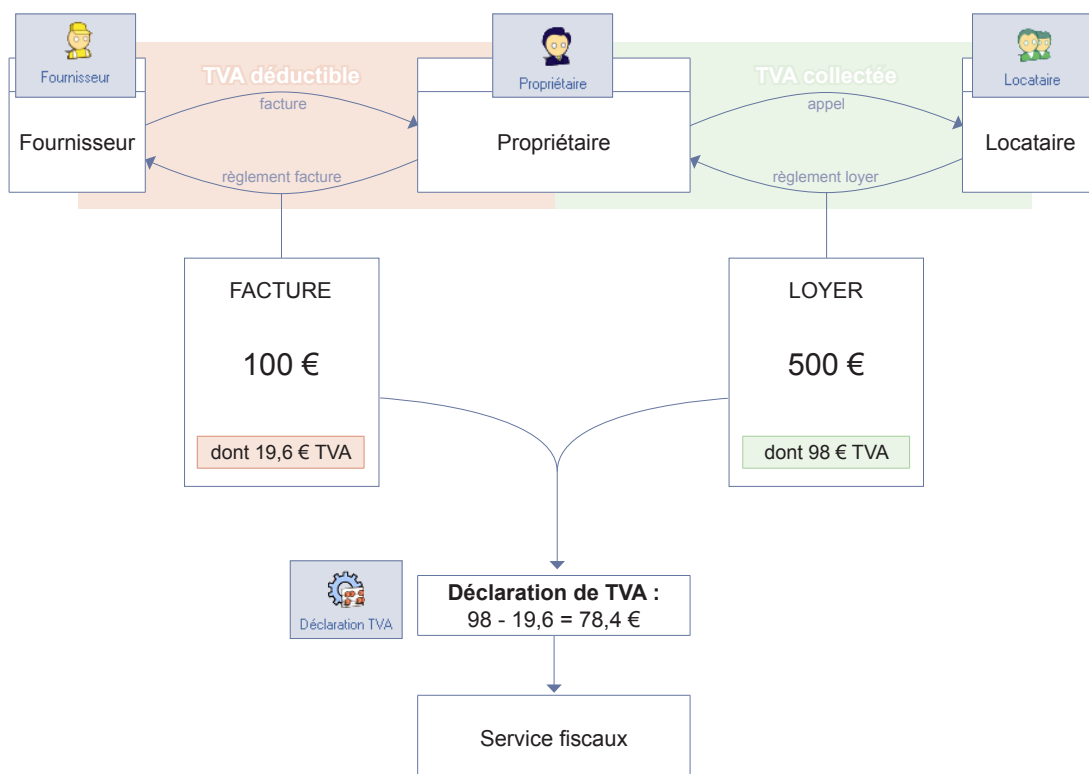 Fournisseur
Propriétaire
Locataire
TVA déductible
TVA collectée
facture
appel
Fournisseur
Propriétaire
Locataire
règlement facture
règlement loyer
FACTURE
100 €
dont 19,6 € TVA
LOYER
500 €
dont 98 € TVA
Déclaration TVA
Déclaration de TVA :
98 - 19,6 = 78,4 €
Service fiscaux